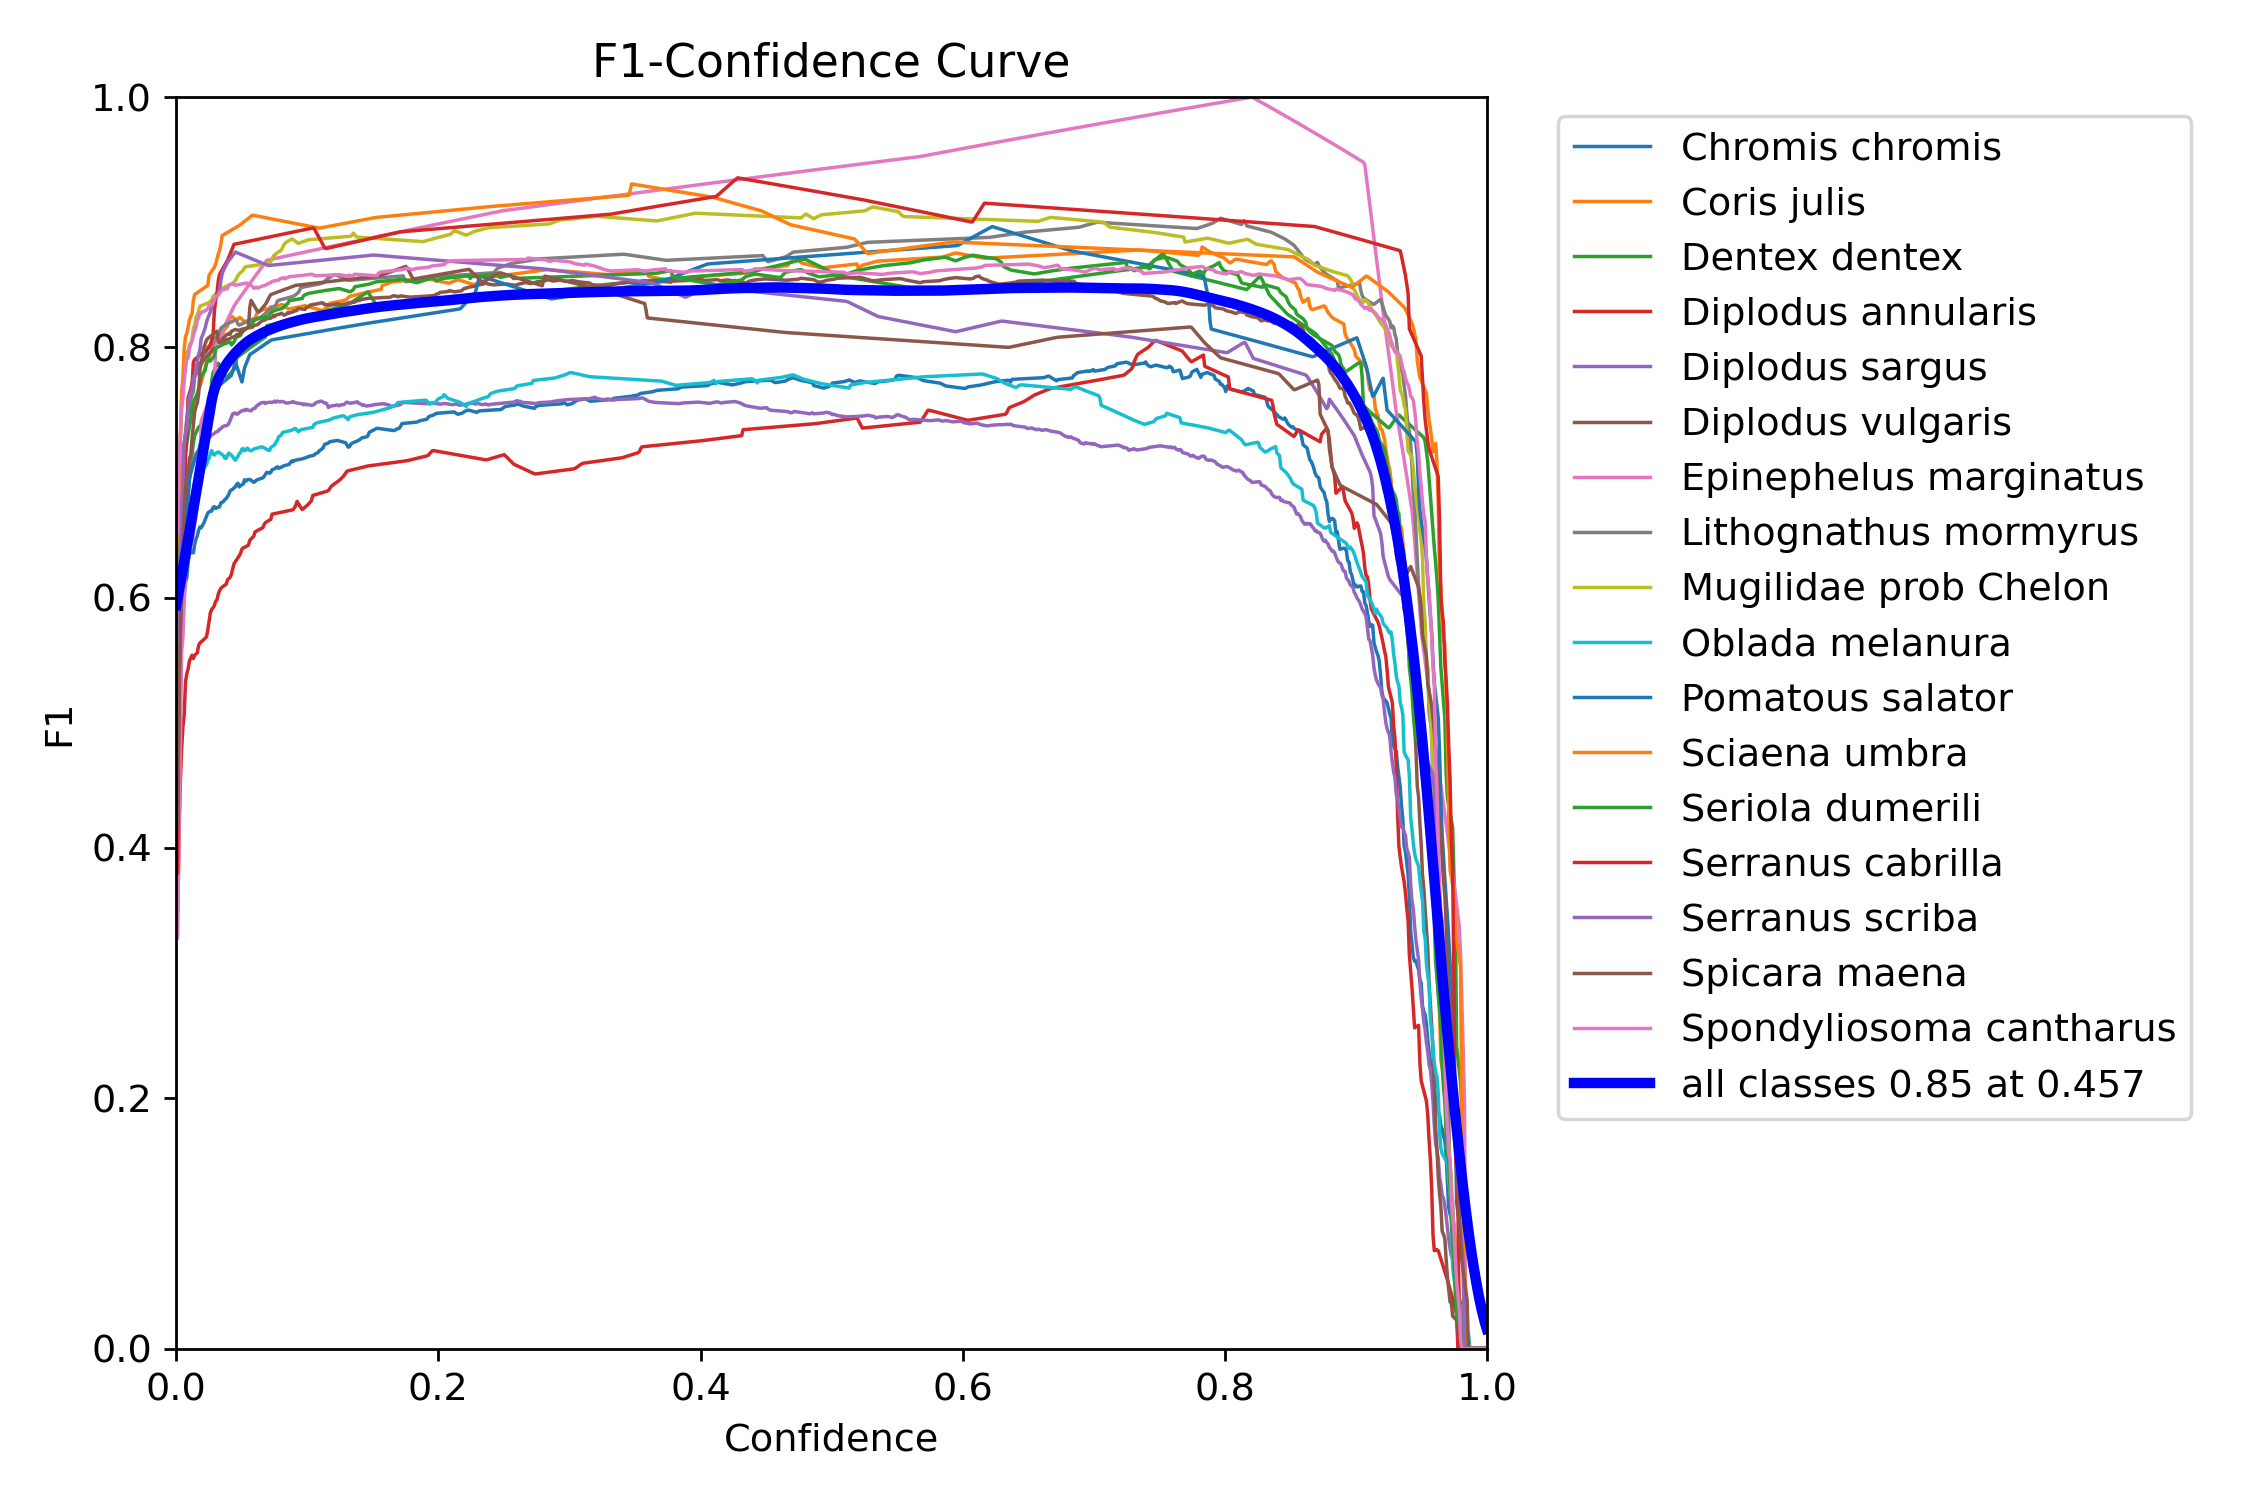 F1-Confidence Curve
1.0
0.8
0.6
0.4
0.2
0.0
F1
0.0 0.2 0.4 0.6 0.8 1.0
Confidence
Chromis chromis
Coris julis
Dentex dentex
Diplodus annularis
Diplodus sargus
Diplodus vulgaris
Epinephelus marginatus
Lithognathus mormyrus
Mugilidae prob Chelon
Oblada melanura
Pomatous salator
Sciaena umbra
Seriola dumerili
Serranus cabrilla
Serranus scriba
Spicara maena
Spondyliosoma cantharus
all classes 0.85 at 0.457